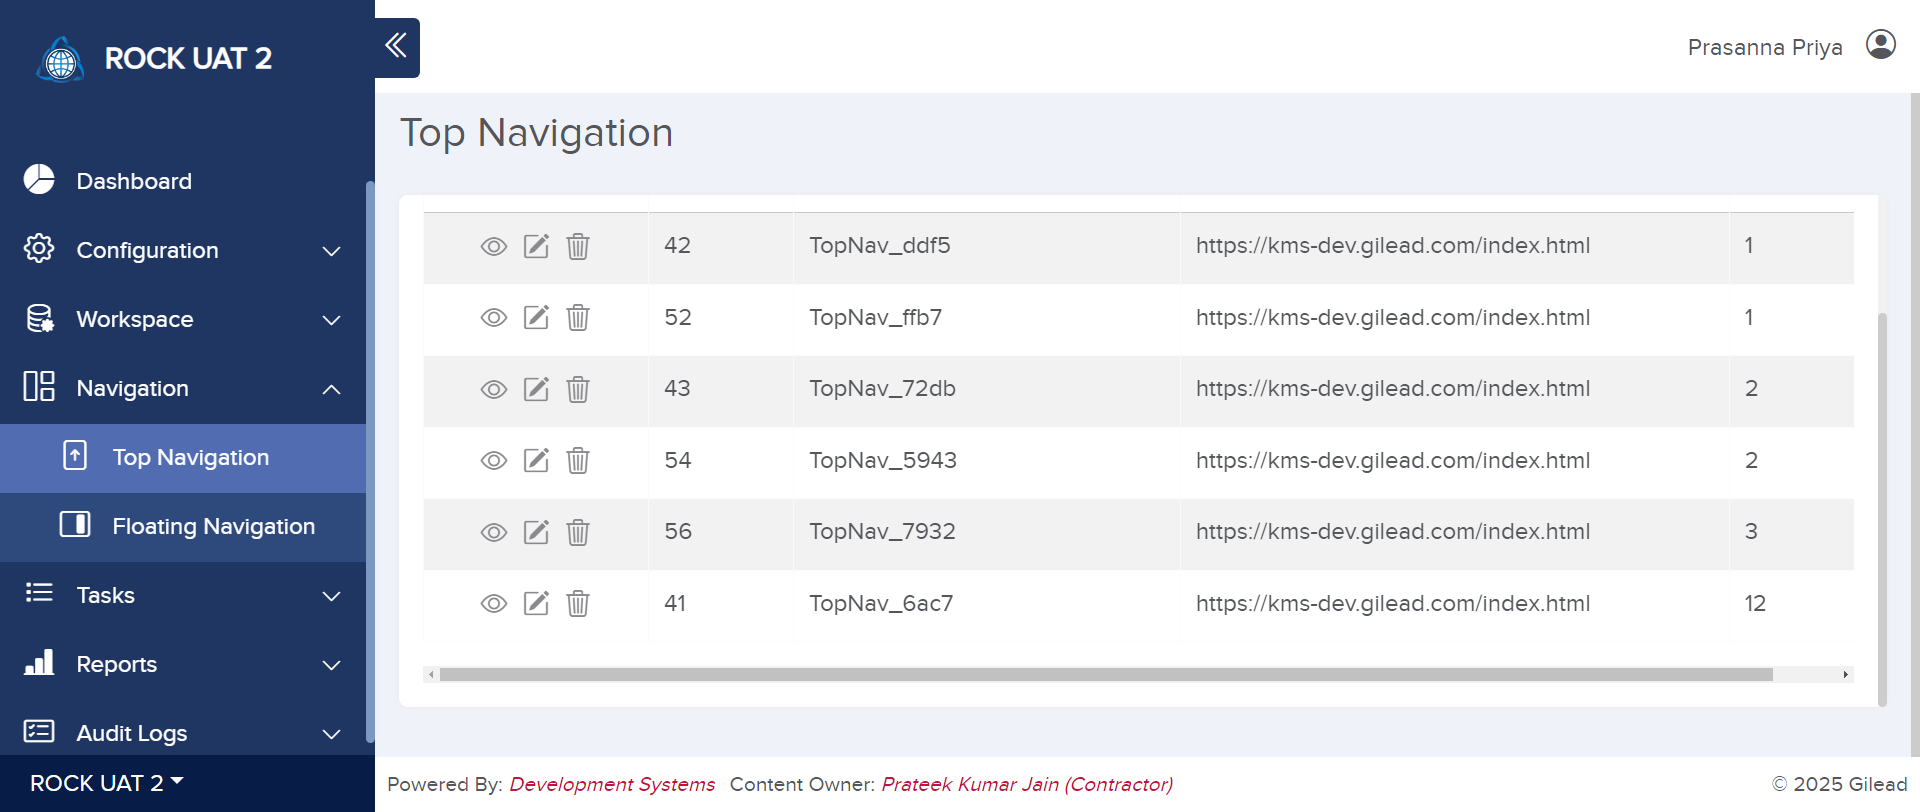 ROCK UAT 2
Prasanna Priya
Top Navigation
Dashboard
Configuration
Workspace
Navigation
Top Navigation
Floating Navigation
Tasks
Reports
Audit Logs
ROCK UAT 2
42 TopNav_ddf5 https://kms-dev.gilead.com/index.html 1
52 TopNav_ffb7 https://kms-dev.gilead.com/index.html 1
43 TopNav_72db https://kms-dev.gilead.com/index.html 2
54 TopNav_5943 https://kms-dev.gilead.com/index.html 2
56 TopNav_7932 https://kms-dev.gilead.com/index.html 3
41 TopNav_6ac7 https://kms-dev.gilead.com/index.html 12
Powered By: Development Systems Content Owner: Prateek Kumar Jain (Contractor) © 2025 Gilead